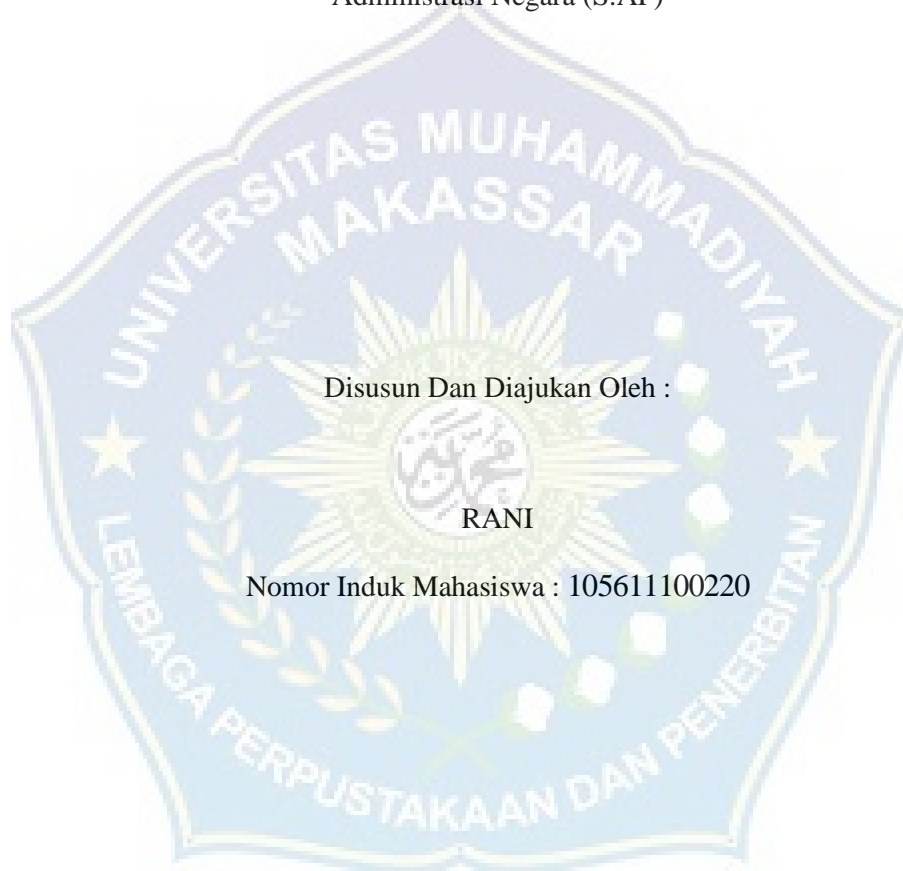 Administrasi Negara (S.AP)
UNIVERSITAS MUHAMMADIYAH
MAKASSAR
Disusun Dan Diajukan Oleh :
محمد
RANI
Nomor Induk Mahasiswa : 105611100220
LEMBAGA PERPUSTAKAAN DAN PENERBITAN